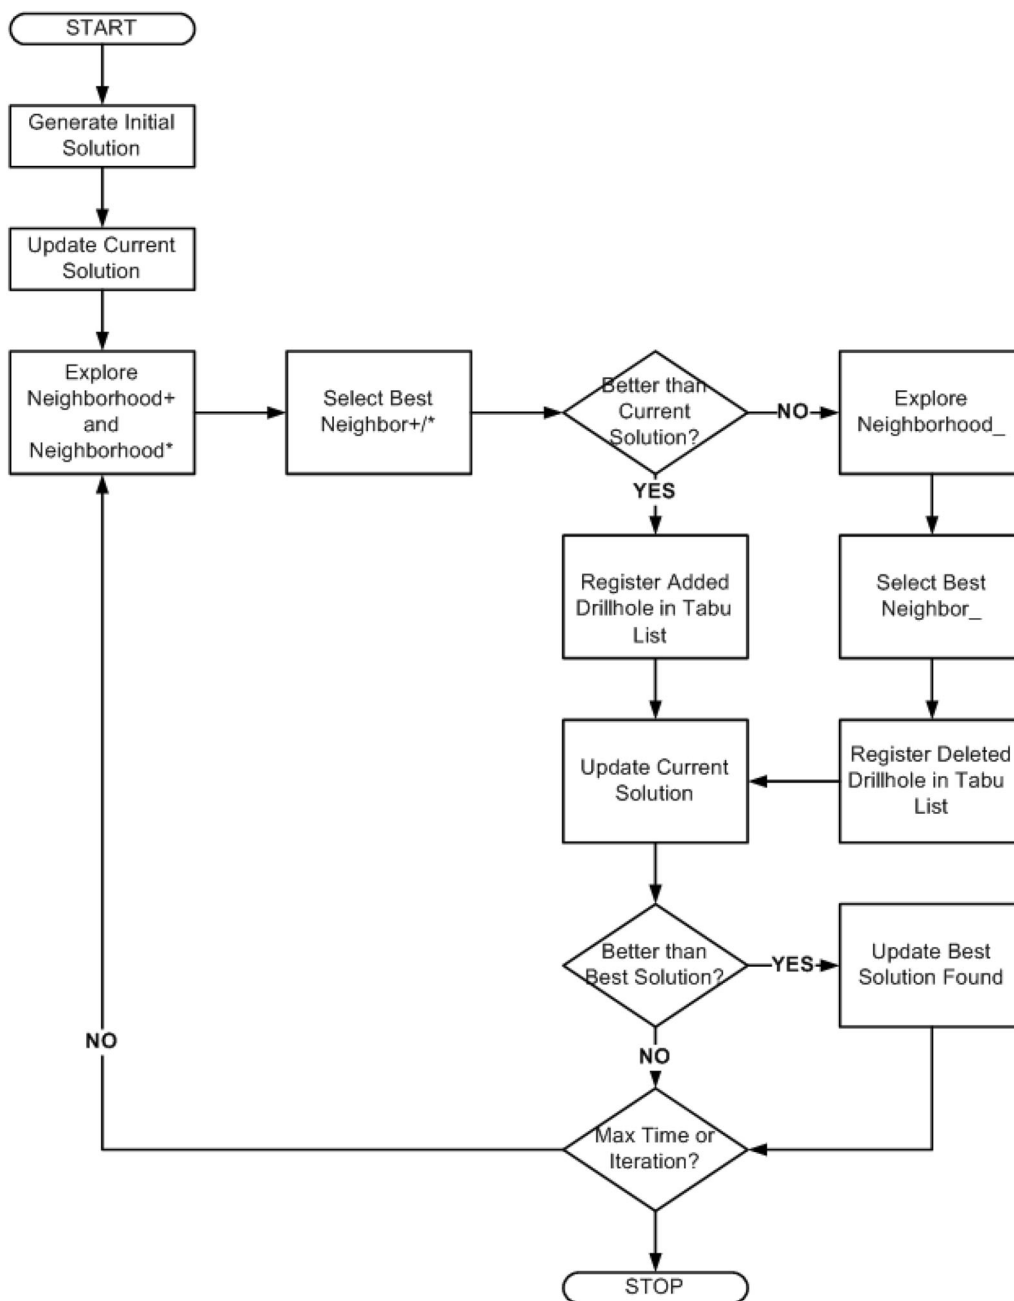 START
Generate Initial
Solution
Update Current
Solution
Explore
Neighborhood+
and
Neighborhood*
Select Best
Neighbor+/*
Better than
Current
Solution?
NO
Explore
Neighborhood_
YES
Register Added
Drillhole in Tabu
List
Select Best
Neighbor_
Update Current
Solution
Register Deleted
Drillhole in Tabu
List
Better than
Best Solution?
YES
Update Best
Solution Found
NO
NO
Max Time or
Iteration?
STOP